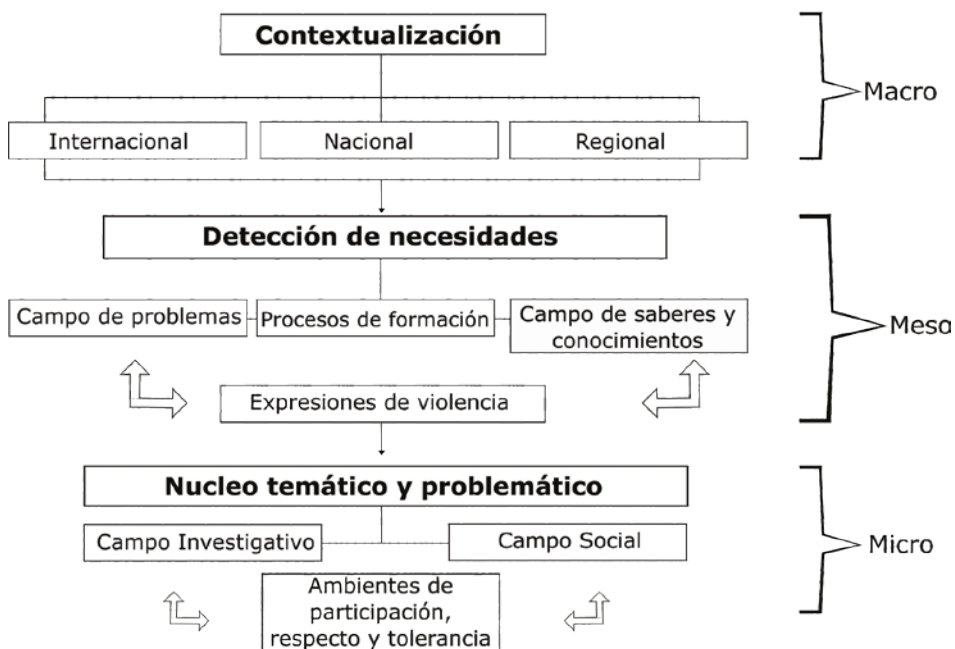 Contextualización
Macro
Internacional
Nacional
Regional
Detección de necesidades
Campo de problemas
Procesos de formación
Campo de saberes y
conocimientos
Meso
Expresiones de violencia
Nucleo temático y problemático
Campo Investigativo
Campo Social
Micro
Ambientes de
participación,
respeto y tolerancia